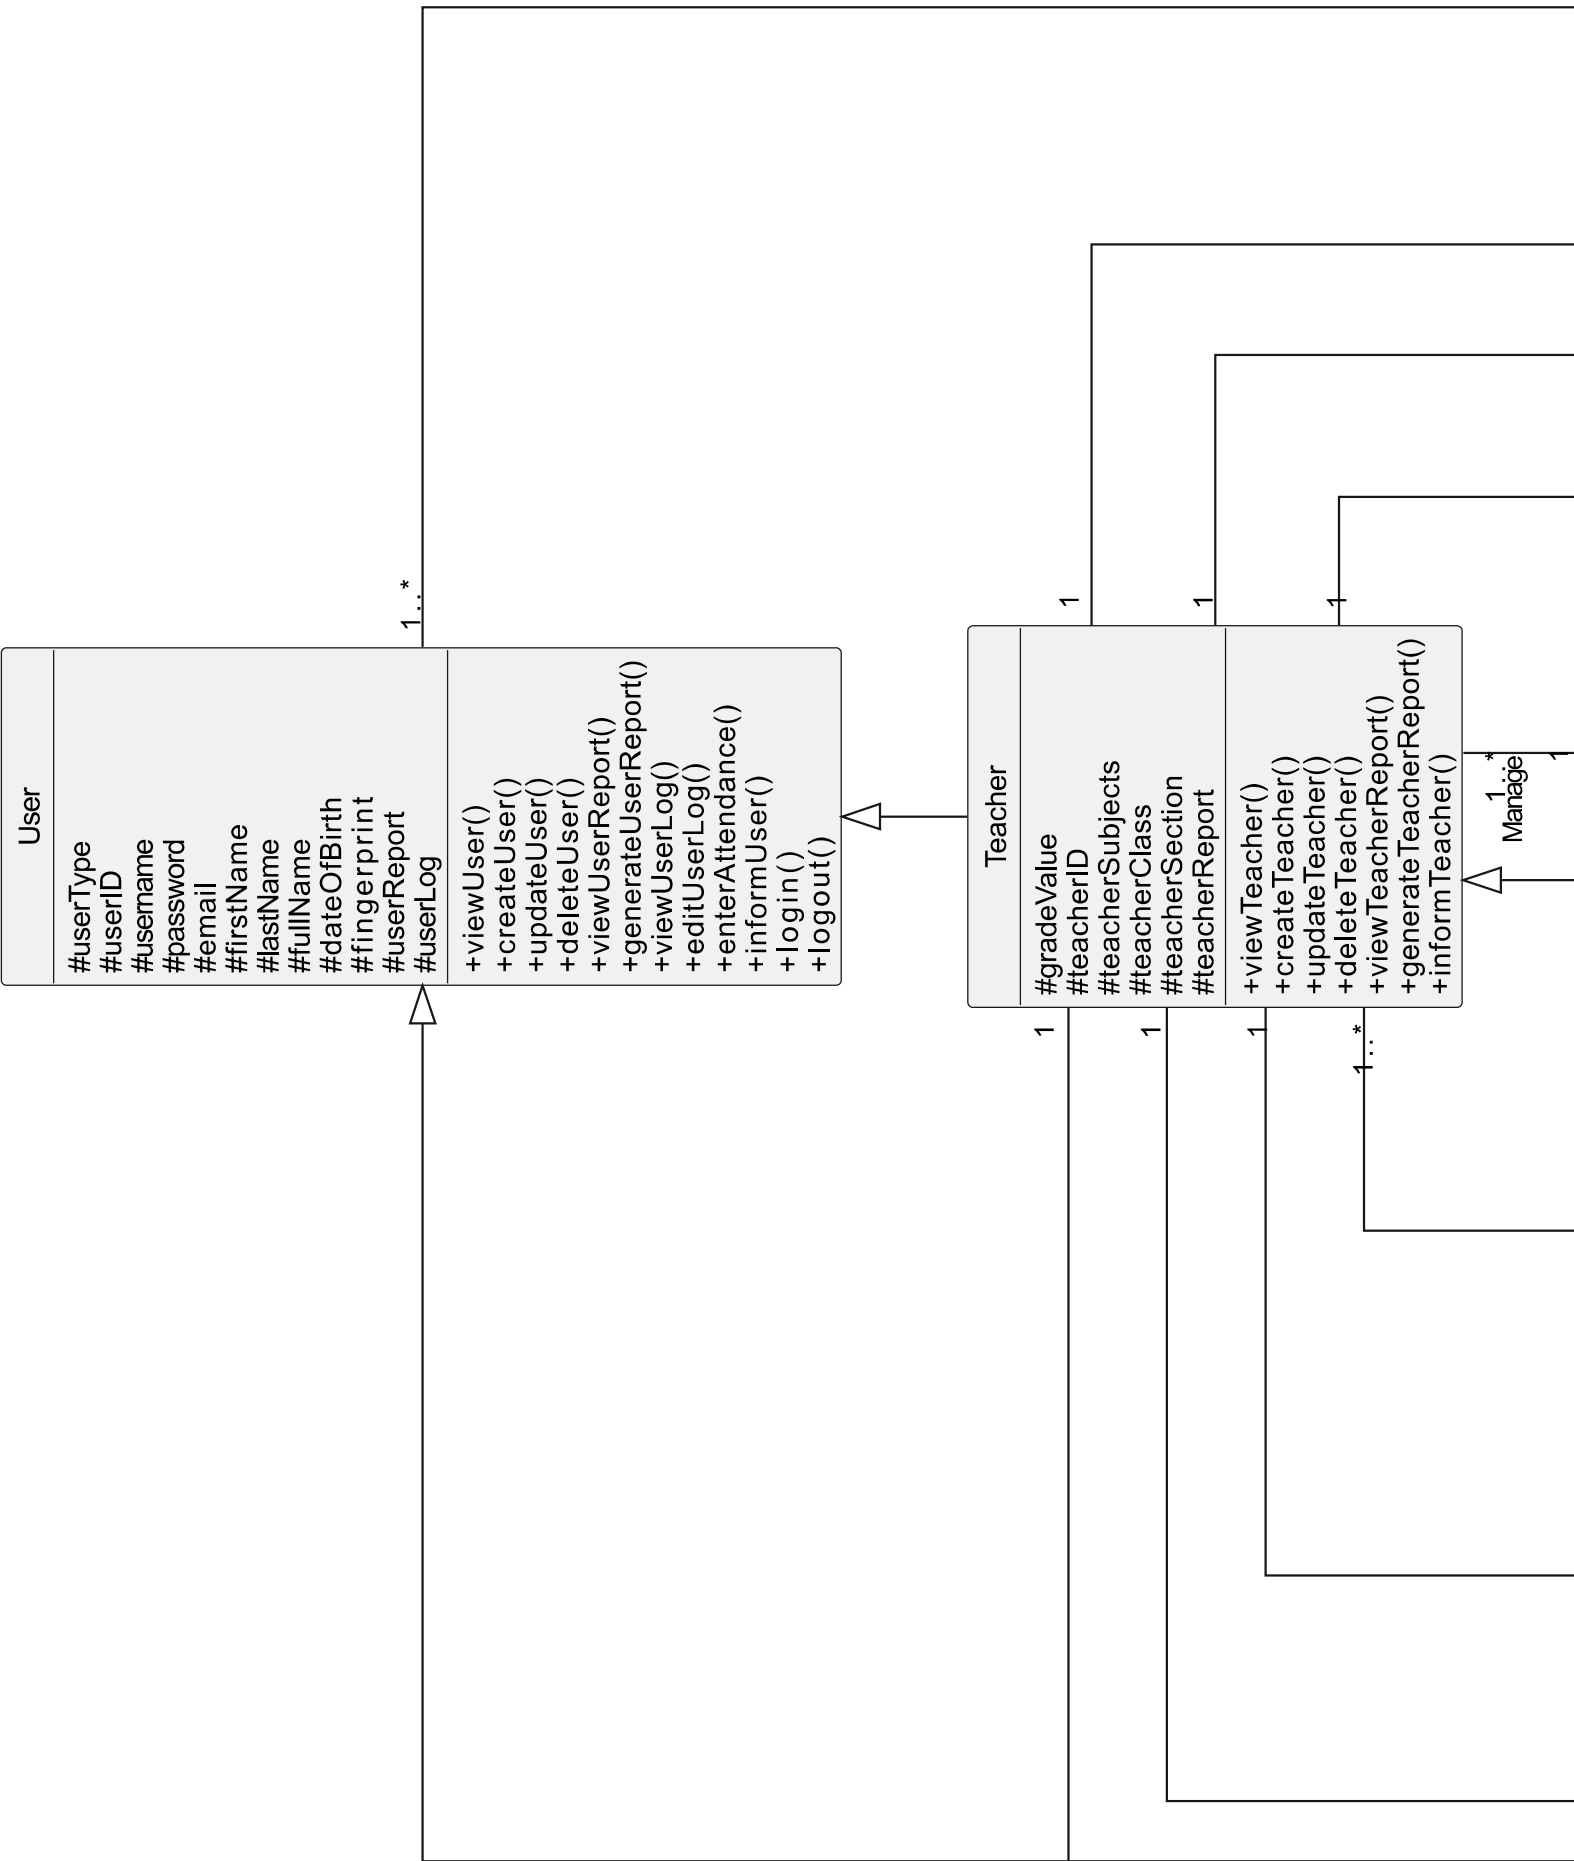 User
#userType
#userID
#username
#password
#email
#firstName
#lastName
#fullName
#dateOfBirth
#fingerprint
#userReport
#userLog
+viewUser()
+createUser()
+updateUser()
+deleteUser()
+viewUserReport()
+generateUserReport()
+viewUserLog()
+editUserLog()
+enterAttendance()
+informUser()
+login()
+logout()
1..*
Teacher
#gradeValue
#teacherID
#teacherSubjects
#teacherClass
#teacherSection
#teacherReport
+viewTeacher()
+createTeacher()
+updateTeacher()
+deleteTeacher()
+viewTeacherReport()
+generateTeacherReport()
+informTeacher()
1
1
1
1
1
1
1..*
1..*
Manage
1